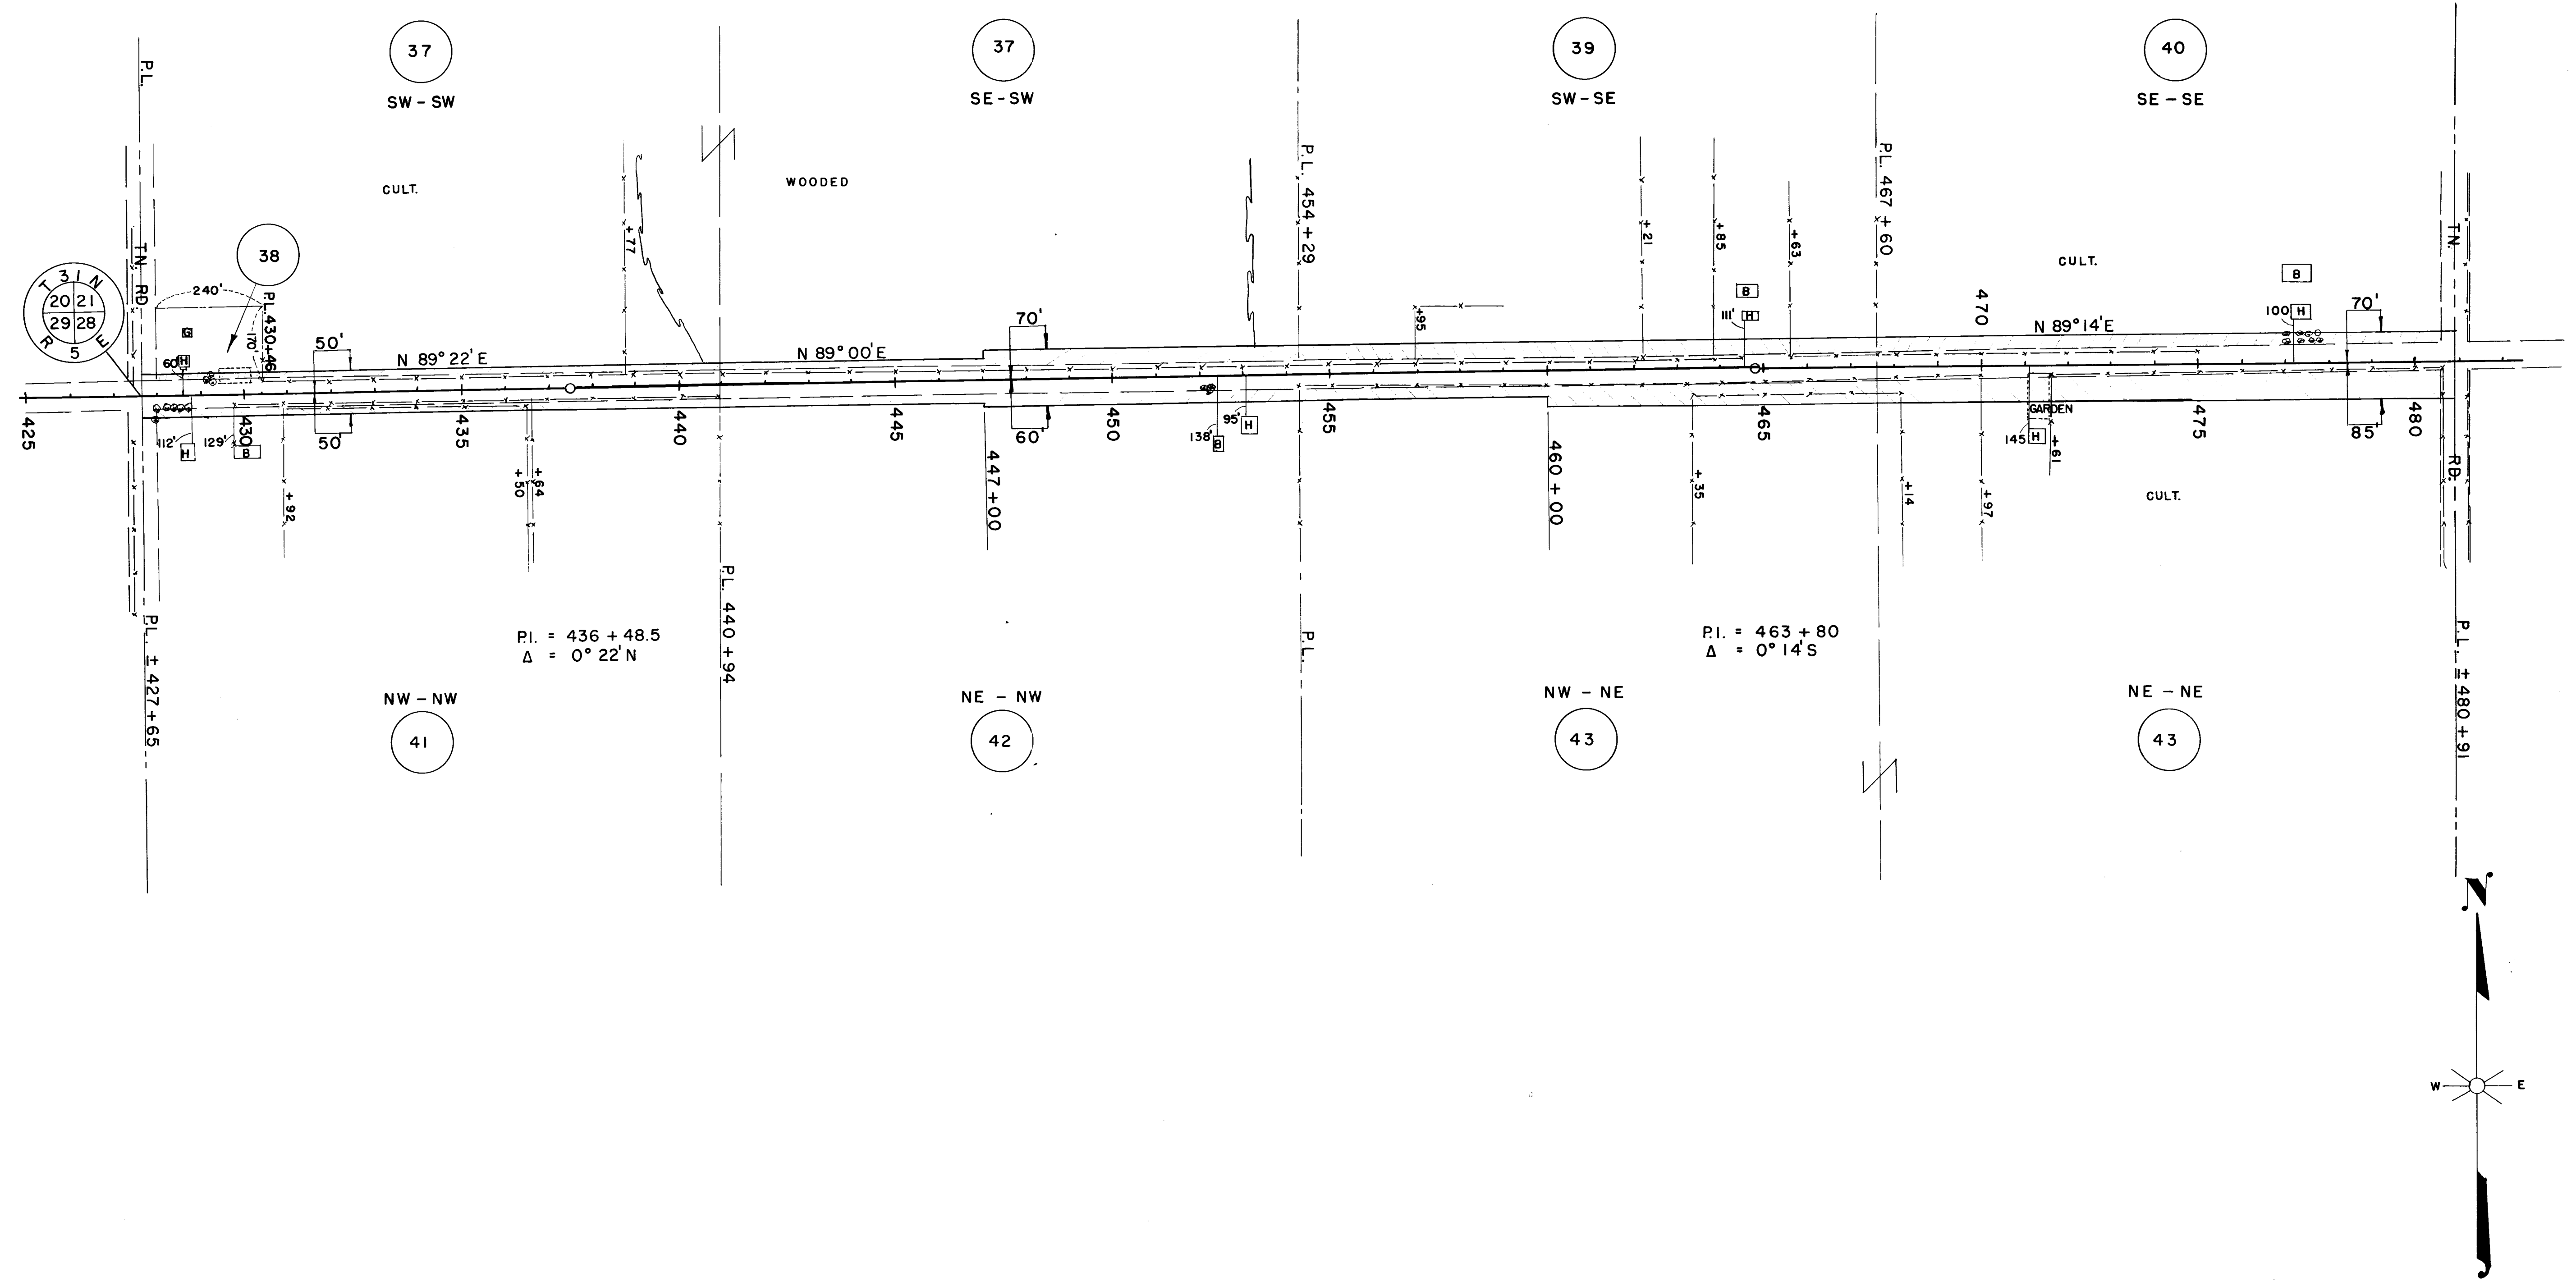 37
SW - SW
37
SE - SW
39
SW - SE
40
SE - SE
P.L.
P.L. 454 + 29
P.L. 467 + 60
CULT.
WOODED
CULT.
TN. RD.
TN.
RD.
38
+ 77
+ 21
+ 85
+ 63
+95
T 31 N
20 21
29 28
R 5 E
240'
170'
P.L. 430+46
G
H
60'
50'
N 89° 22' E
N 89° 00' E
70'
B
111'
H
470
N 89° 14' E
B
100
H
70'
425
112'
H
129'
430
B
50'
435
440
445
60'
450
138'
B
95'
H
455
465
GARDEN
145
H
+61
475
85'
480
+ 92
+ 50
+ 64
447 + 00
460 + 00
+ 35
+ 14
+ 97
CULT.
P.L. ± 427 + 65
P.L. 440 + 94
P.L.
P.L. ± 480 + 91
P.I. = 436 + 48.5
Δ = 0° 22' N
P.I. = 463 + 80
Δ = 0° 14' S
NW - NW
41
NE - NW
42
NW - NE
43
NE - NE
43
N
W
E